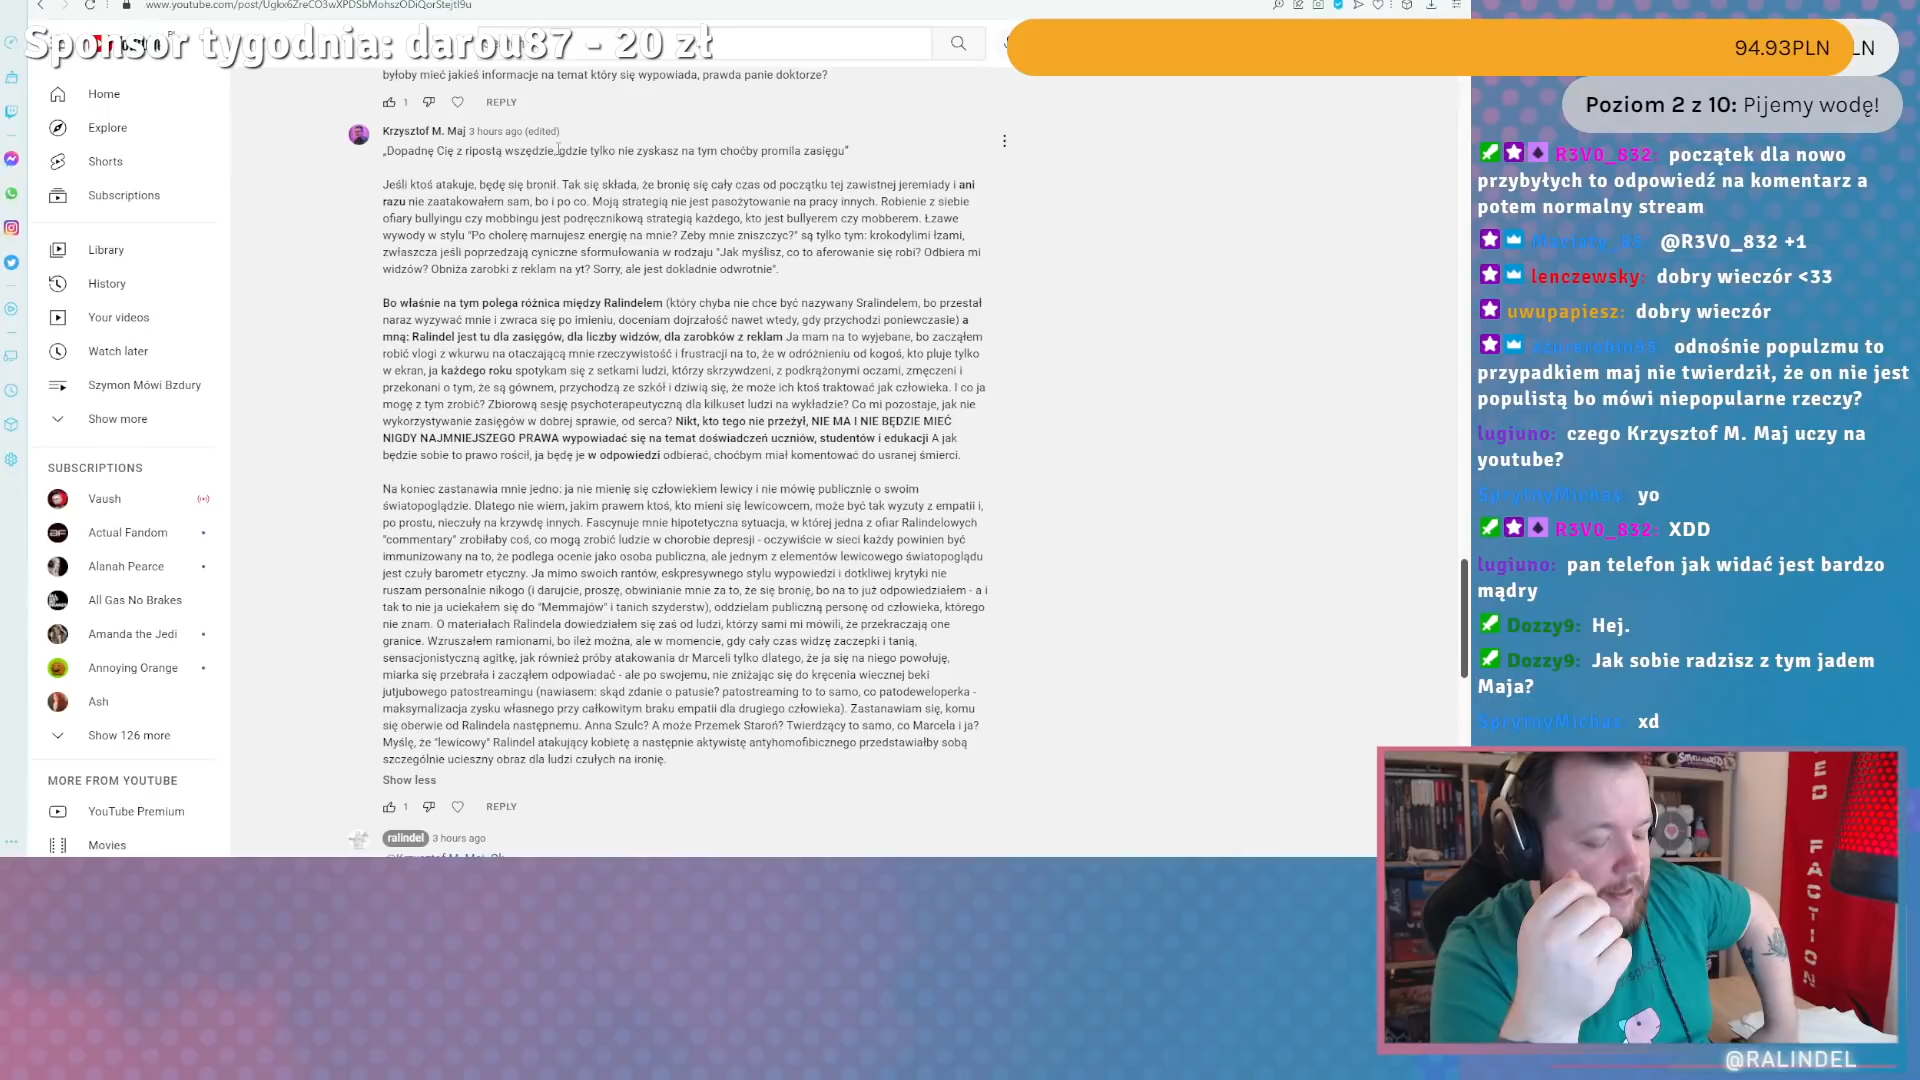 www.youtube.com/post/Ugkx6ZreCO3wXPDSbMohszODiQorStejtI9u
Sponsor tygodnia: darou87 - 20 zł
94.93PLN
LN
Poziom 2 z 10: Pijemy wodę!
Home
Explore
Shorts
Subscriptions
Library
History
Your videos
Watch later
Szymon Mówi Bzdury
Show more
SUBSCRIPTIONS
Vaush
Actual Fandom
Alanah Pearce
All Gas No Brakes
Amanda the Jedi
Annoying Orange
Ash
Show 126 more
MORE FROM YOUTUBE
YouTube Premium
Movies
byłoby mieć jakieś informacje na temat który się wypowiada, prawda panie doktorze?
1 REPLY
Krzysztof M. Maj 3 hours ago (edited)
„Dopadnę Cię z ripostą wszędzie,gdzie tylko nie zyskasz na tym choćby promila zasięgu”
Jeśli ktoś atakuje, będę się bronił. Tak się składa, że bronię się cały czas od początku tej zawistnej jeremiady i ani
razu nie zaatakowałem sam, bo i po co. Moją strategią nie jest pasożytowanie na pracy innych. Robienie z siebie
ofiary bullyingu czy mobbingu jest podręcznikową strategią każdego, kto jest bullyerem czy mobberem. Łzawe
wywody w stylu "Po cholerę marnujesz energię na mnie? Zeby mnie zniszczyc?" są tylko tym: krokodylimi łzami,
zwłaszcza jeśli poprzedzają cyniczne sformułowania w rodzaju "Jak myślisz, co to aferowanie się robi? Odbiera mi
widzów? Obniża zarobki z reklam na yt? Sorry, ale jest dokladnie odwrotnie".
Bo właśnie na tym polega różnica między Ralindelem (który chyba nie chce być nazywany Sralindelem, bo przestał
naraz wyzywać mnie i zwraca się po imieniu, doceniam dojrzałość nawet wtedy, gdy przychodzi poniewczasie) a
mną: Ralindel jest tu dla zasięgów, dla liczby widzów, dla zarobków z reklam Ja mam na to wyjebane, bo zacząłem
robić vlogi z wkurwu na otaczającą mnie rzeczywistość i frustracji na to, że w odróżnieniu od kogoś, kto pluje tylko
w ekran, ja każdego roku spotykam się z setkami ludzi, którzy skrzywdzeni, z podkrążonymi oczami, zmęczeni i
przekonani o tym, że są gównem, przychodzą ze szkół i dziwią się, że może ich ktoś traktować jak człowieka. I co ja
mogę z tym zrobić? Zbiorową sesję psychoterapeutyczną dla kilkuset ludzi na wykładzie? Co mi pozostaje, jak nie
wykorzystywanie zasięgów w dobrej sprawie, od serca? Nikt, kto tego nie przeżył, NIE MA I NIE BĘDZIE MIEĆ
NIGDY NAJMNIEJSZEGO PRAWA wypowiadać się na temat doświadczeń uczniów, studentów i edukacji A jak
będzie sobie to prawo rościł, ja będę je w odpowiedzi odbierać, choćbym miał komentować do usranej śmierci.
Na koniec zastanawia mnie jedno: ja nie mienię się człowiekiem lewicy i nie mówię publicznie o swoim
światopoglądzie. Dlatego nie wiem, jakim prawem ktoś, kto mieni się lewicowcem, może być tak wyzuty z empatii i,
po prostu, nieczuły na krzywdę innych. Fascynuje mnie hipotetyczna sytuacja, w której jedna z ofiar Ralindelowych
"commentary" zrobiłaby coś, co mogą zrobić ludzie w chorobie depresji - oczywiście w sieci każdy powinien być
immunizowany na to, że podlega ocenie jako osoba publiczna, ale jednym z elementów lewicowego światopoglądu
jest czuły barometr etyczny. Ja mimo swoich rantów, eskpresywnego stylu wypowiedzi i dotkliwej krytyki nie
ruszam personalnie nikogo (i darujcie, proszę, obwinianie mnie za to, że się bronię, bo na to już odpowiedziałem - a i
tak to nie ja uciekałem się do "Memmajów" i tanich szyderstw), oddzielam publiczną personę od człowieka, którego
nie znam. O materiałach Ralindela dowiedziałem się zaś od ludzi, którzy sami mi mówili, że przekraczają one
granice. Wzruszałem ramionami, bo ileż można, ale w momencie, gdy cały czas widzę zaczepki i tanią,
sensacjonistyczną agitkę, jak również próby atakowania dr Marceli tylko dlatego, że ja się na niego powołuję,
miarka się przebrała i zacząłem odpowiadać - ale po swojemu, nie zniżając się do kręcenia wiecznej beki
jutjubowego patostreamingu (nawiasem: skąd zdanie o patusie? patostreaming to to samo, co patodeweloperka -
maksymalizacja zysku własnego przy całkowitym braku empatii dla drugiego człowieka). Zastanawiam się, komu
się oberwie od Ralindela następnemu. Anna Szulc? A może Przemek Staroń? Twierdzący to samo, co Marcela i ja?
Myślę, że "lewicowy" Ralindel atakujący kobietę a następnie aktywistę antyhomofibicznego przedstawiałby sobą
szczególnie ucieszny obraz dla ludzi czułych na ironię.
Show less
1 REPLY
ralindel 3 hours ago
@Krzysztof M. Maj Ok
R3V0_832: początek dla nowo
przybyłych to odpowiedź na komentarz a
potem normalny stream
@R3V0_832 +1
lenczewsky: dobry wieczór <33
uwupapiesz: dobry wieczór
odnośnie populzmu to
przypadkiem maj nie twierdził, że on nie jest
populistą bo mówi niepopularne rzeczy?
lugiuno: czego Krzysztof M. Maj uczy na
youtube?
SprytnyMichas: yo
R3V0_832: XDD
lugiuno: pan telefon jak widać jest bardzo
mądry
Dozzy9: Hej.
Dozzy9: Jak sobie radzisz z tym jadem
Maja?
SprytnyMichas: xd
ED
FACTION
@RALINDEL